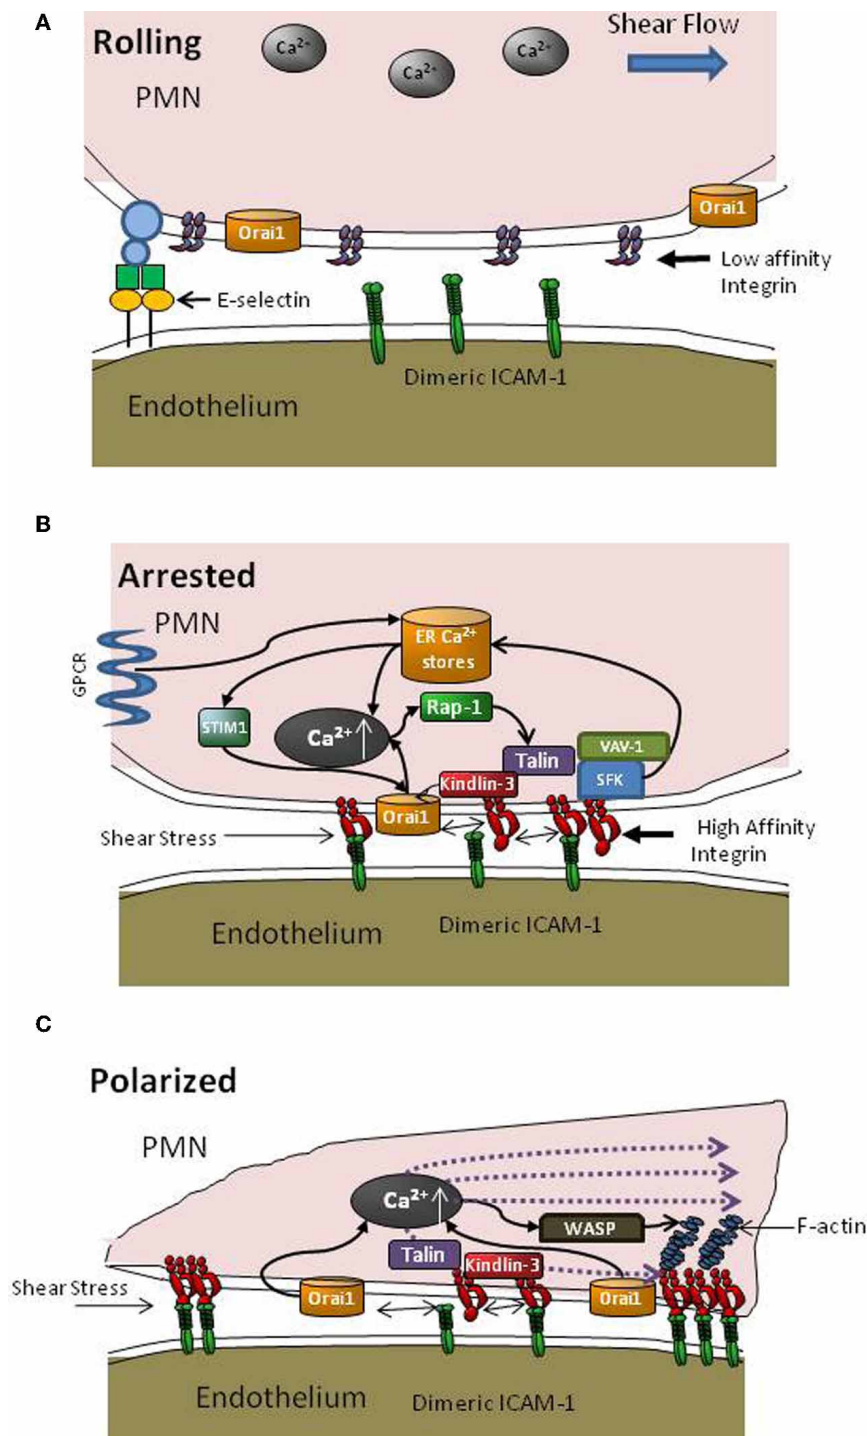 A
Rolling
Shear Flow
Ca²⁺
Ca²⁺
Ca²⁺
PMN
Orai1
Orai1
Low affinity
Integrin
E-selectin
Dimeric ICAM-1
Endothelium
B
Arrested
PMN
GPCR
ER Ca²⁺
stores
Rap-1
STIM1
Ca²⁺
VAV-1
Talin
SFK
Kindlin-3
Orai1
Shear Stress
High Affinity
Integrin
Endothelium
Dimeric ICAM-1
C
Polarized
PMN
Ca²⁺
WASP
F-actin
Talin
Kindlin-3
Shear Stress
Orai1
Orai1
Endothelium
Dimeric ICAM-1